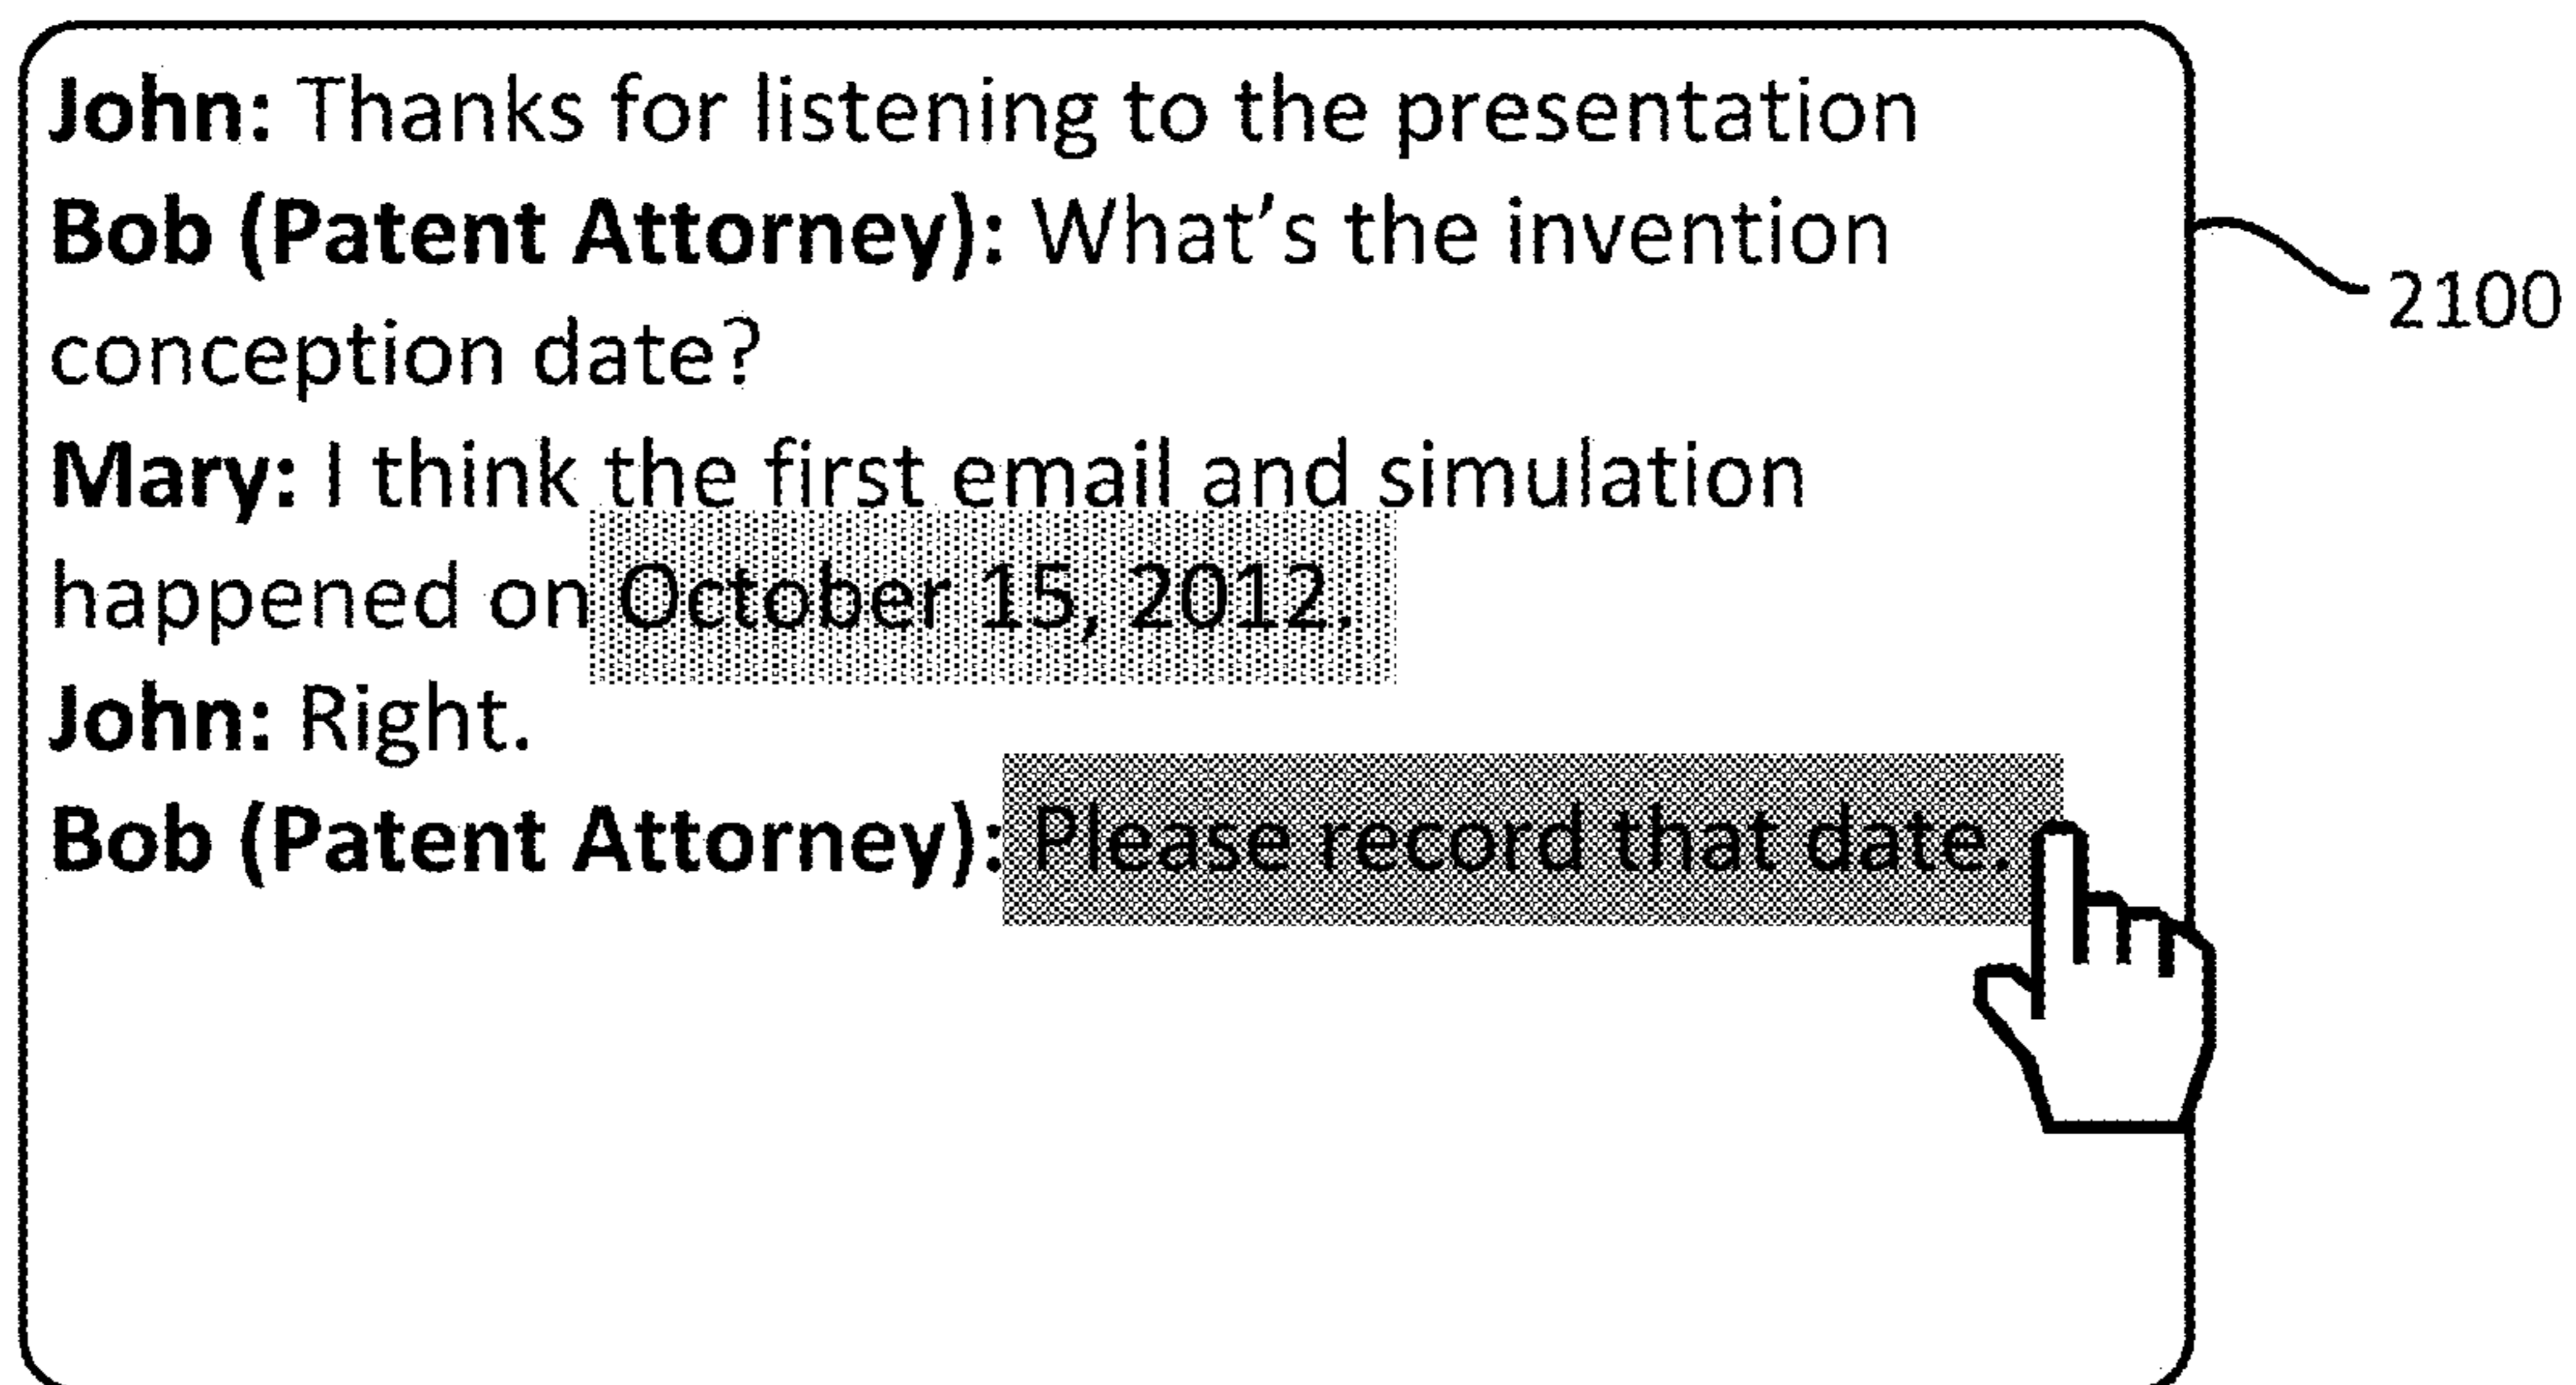 John: Thanks for listening to the presentation
Bob (Patent Attorney): What’s the invention
conception date?
Mary: I think the first email and simulation
happened on October 15, 2012.
John: Right.
Bob (Patent Attorney): Please record that date.
2100